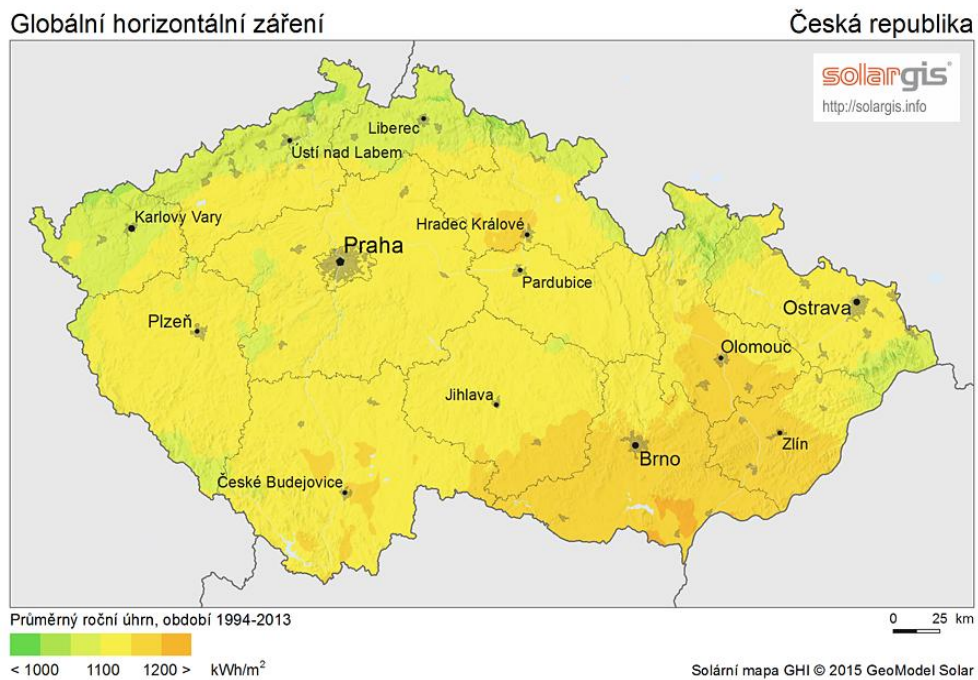 Globální horizontální záření
Česká republika
solargis
http://solargis.info
Liberec
Ústí nad Labem
Karlovy Vary
Hradec Králové
Praha
Pardubice
Plzeň
Ostrava
Olomouc
Jihlava
Zlín
Brno
České Budejovice
Průměrný roční úhrn, období 1994-2013
0 25 km
< 1000 1100 1200 > kWh/m²
Solární mapa GHI © 2015 GeoModel Solar